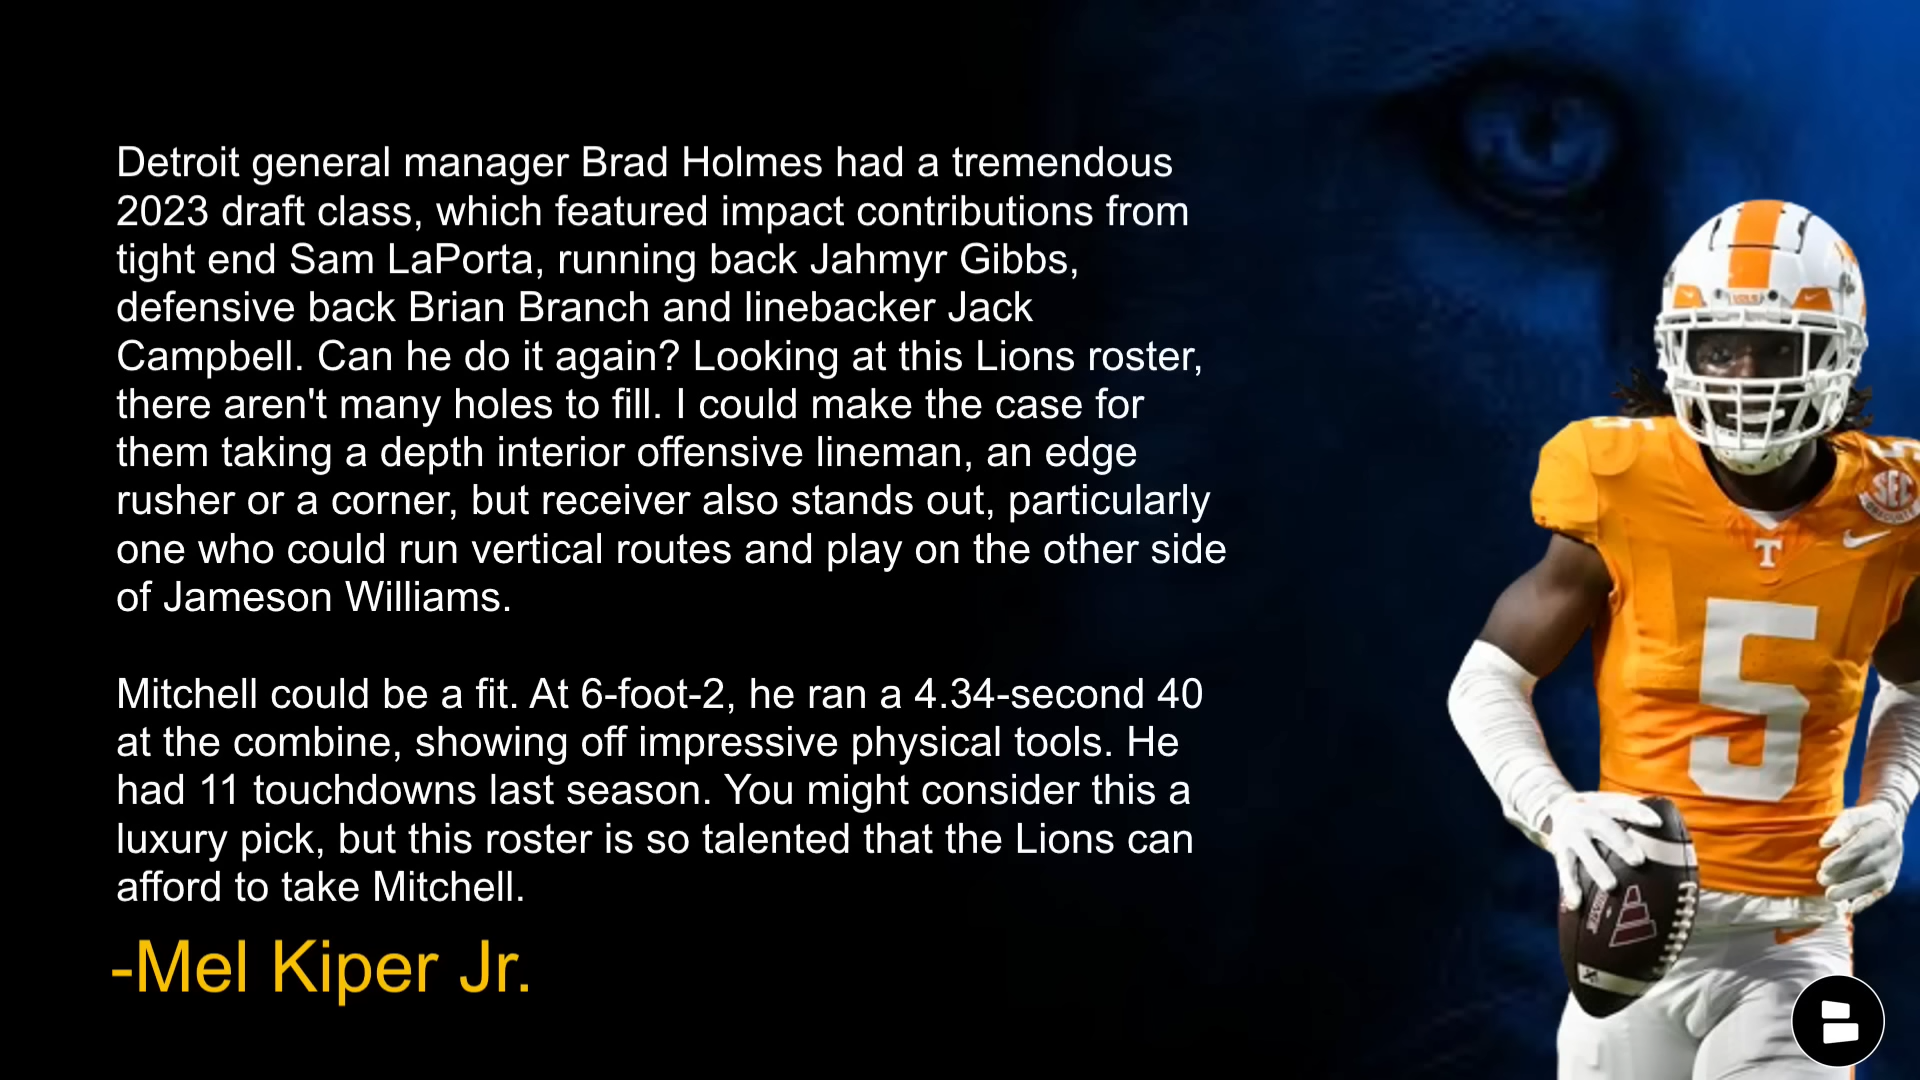 Detroit general manager Brad Holmes had a tremendous
2023 draft class, which featured impact contributions from
tight end Sam LaPorta, running back Jahmyr Gibbs,
defensive back Brian Branch and linebacker Jack
Campbell. Can he do it again? Looking at this Lions roster,
there aren't many holes to fill. I could make the case for
them taking a depth interior offensive lineman, an edge
rusher or a corner, but receiver also stands out, particularly
one who could run vertical routes and play on the other side
of Jameson Williams.
Mitchell could be a fit. At 6-foot-2, he ran a 4.34-second 40
at the combine, showing off impressive physical tools. He
had 11 touchdowns last season. You might consider this a
luxury pick, but this roster is so talented that the Lions can
afford to take Mitchell.
-Mel Kiper Jr.
5
SEC
T
5